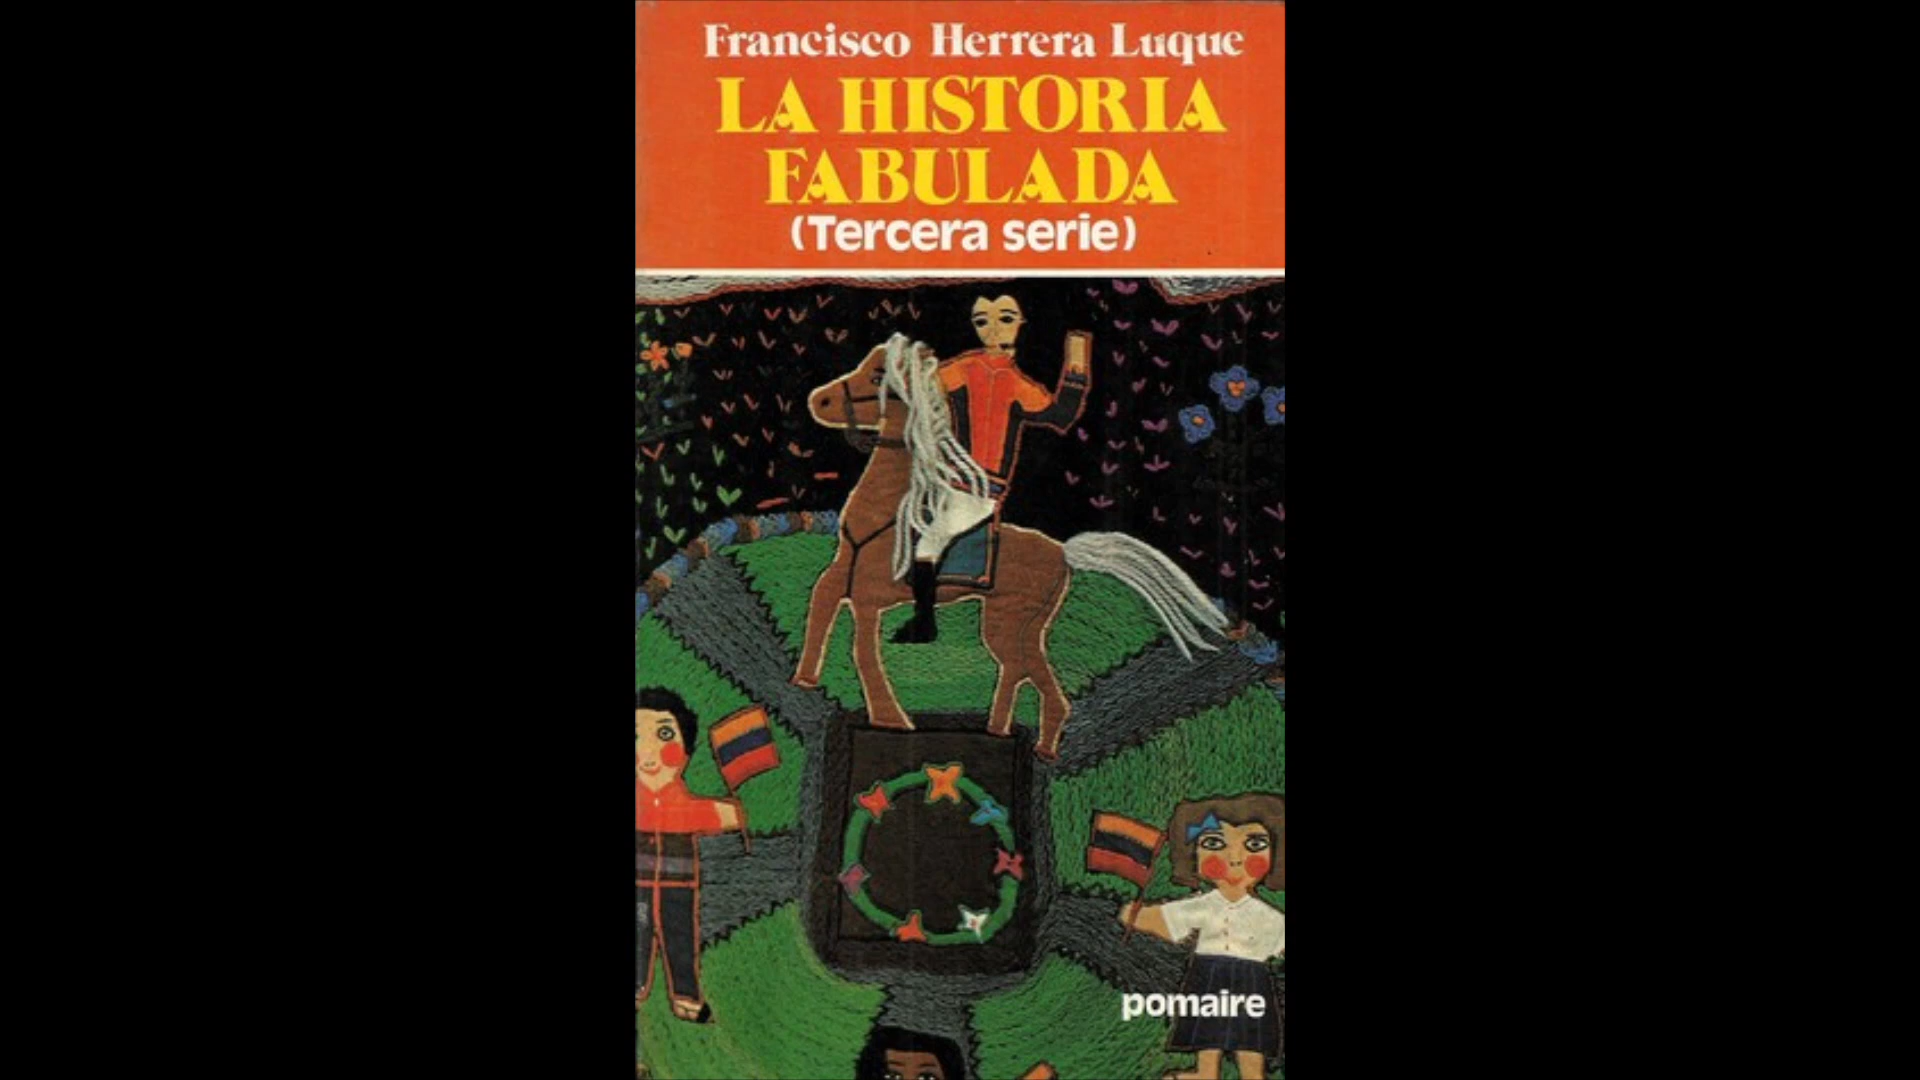 Francisco Herrera Luque
LA HISTORIA
FABULADA
(Tercera serie)
pomaire